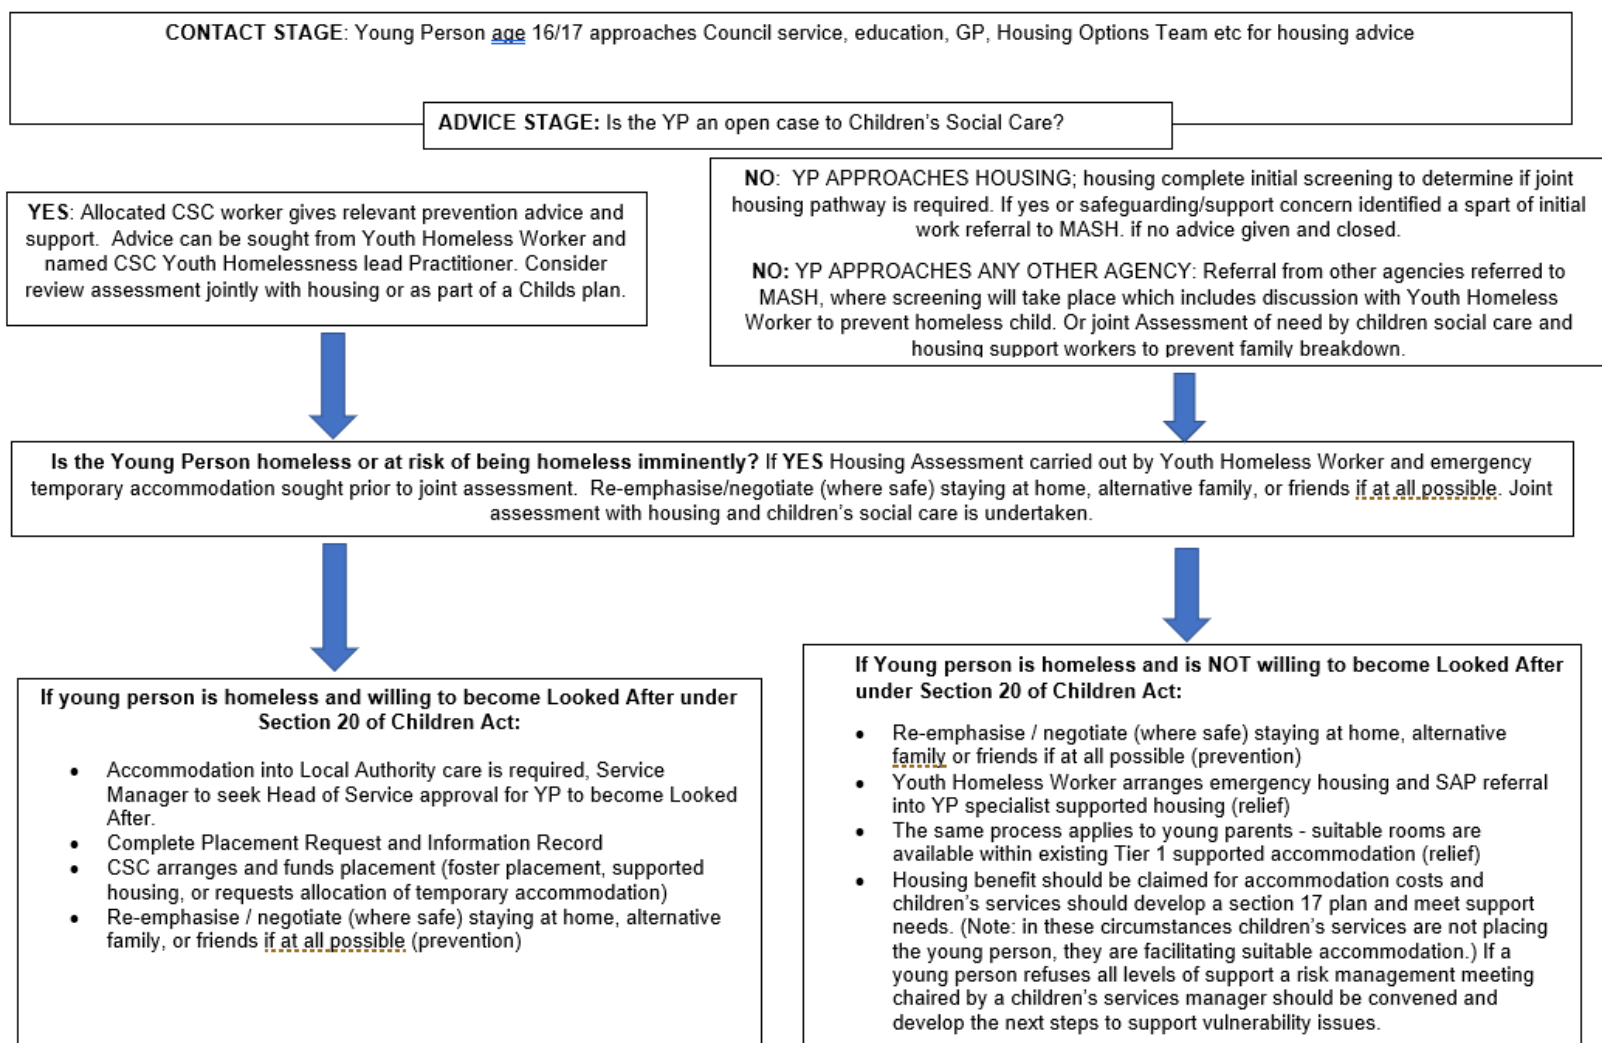 CONTACT STAGE: Young Person age 16/17 approaches Council service, education, GP, Housing Options Team etc for housing advice
ADVICE STAGE: Is the YP an open case to Children's Social Care?
YES: Allocated CSC worker gives relevant prevention advice and
support.  Advice can be sought from Youth Homeless Worker and
named CSC Youth Homelessness lead Practitioner. Consider
review assessment jointly with housing or as part of a Childs plan.
NO:  YP APPROACHES HOUSING; housing complete initial screening to determine if joint
housing pathway is required. If yes or safeguarding/support concern identified a spart of initial
work referral to MASH. if no advice given and closed.
NO: YP APPROACHES ANY OTHER AGENCY: Referral from other agencies referred to
MASH, where screening will take place which includes discussion with Youth Homeless
Worker to prevent homeless child. Or joint Assessment of need by children social care and
housing support workers to prevent family breakdown.
Is the Young Person homeless or at risk of being homeless imminently? If YES Housing Assessment carried out by Youth Homeless Worker and emergency
temporary accommodation sought prior to joint assessment.  Re-emphasise/negotiate (where safe) staying at home, alternative family, or friends if at all possible. Joint
assessment with housing and children's social care is undertaken.
If young person is homeless and willing to become Looked After under
Section 20 of Children Act:
• Accommodation into Local Authority care is required, Service
Manager to seek Head of Service approval for YP to become Looked
After.
• Complete Placement Request and Information Record
• CSC arranges and funds placement (foster placement, supported
housing, or requests allocation of temporary accommodation)
• Re-emphasise / negotiate (where safe) staying at home, alternative
family, or friends if at all possible (prevention)
If Young person is homeless and is NOT willing to become Looked After
under Section 20 of Children Act:
• Re-emphasise / negotiate (where safe) staying at home, alternative
family or friends if at all possible (prevention)
• Youth Homeless Worker arranges emergency housing and SAP referral
into YP specialist supported housing (relief)
• The same process applies to young parents - suitable rooms are
available within existing Tier 1 supported accommodation (relief)
• Housing benefit should be claimed for accommodation costs and
children's services should develop a section 17 plan and meet support
needs. (Note: in these circumstances children's services are not placing
the young person, they are facilitating suitable accommodation.) If a
young person refuses all levels of support a risk management meeting
chaired by a children's services manager should be convened and
develop the next steps to support vulnerability issues.